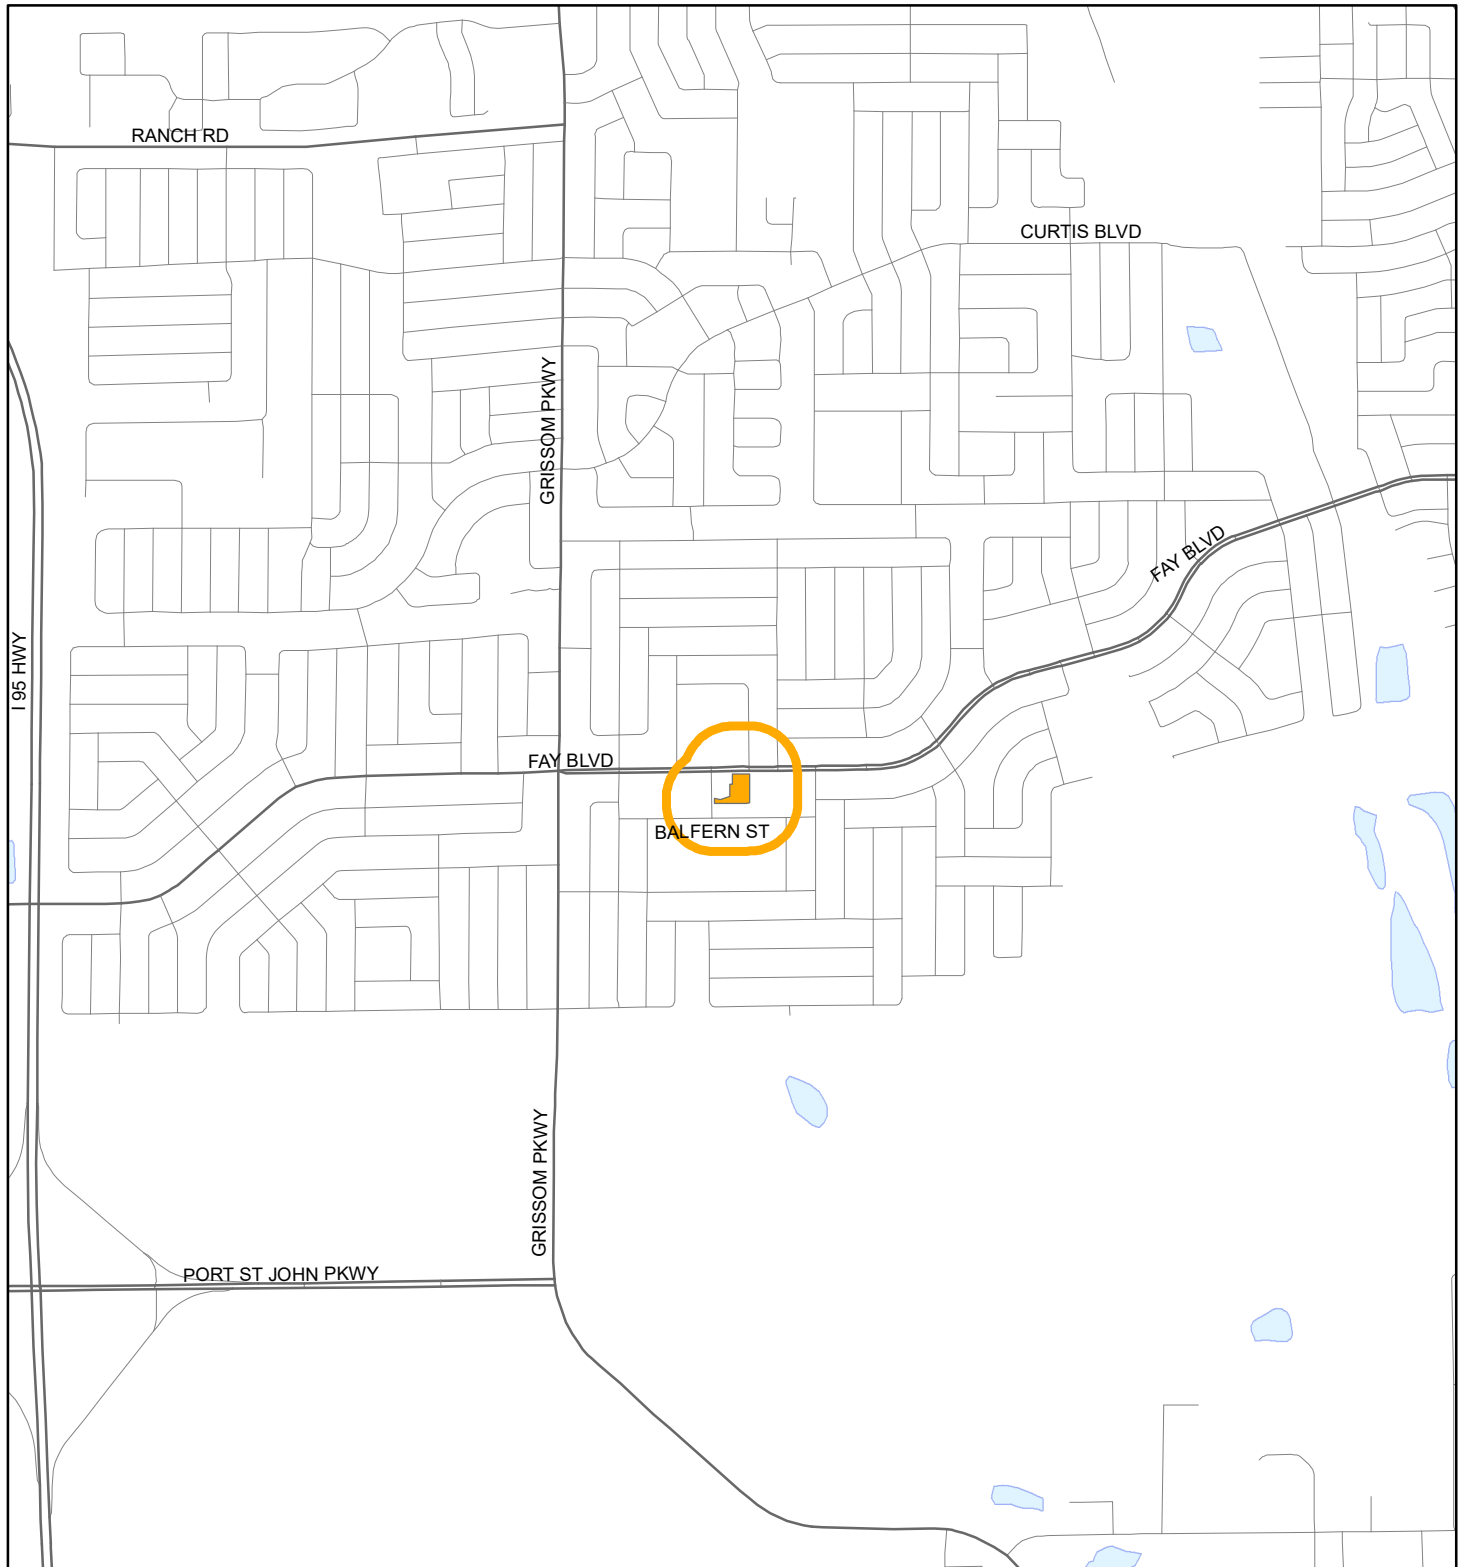 RANCH RD
CURTIS BLVD
GRISSOM PKWY
FAY BLVD
I 95 HWY
FAY BLVD
BALFERN ST
GRISSOM PKWY
PORT ST JOHN PKWY